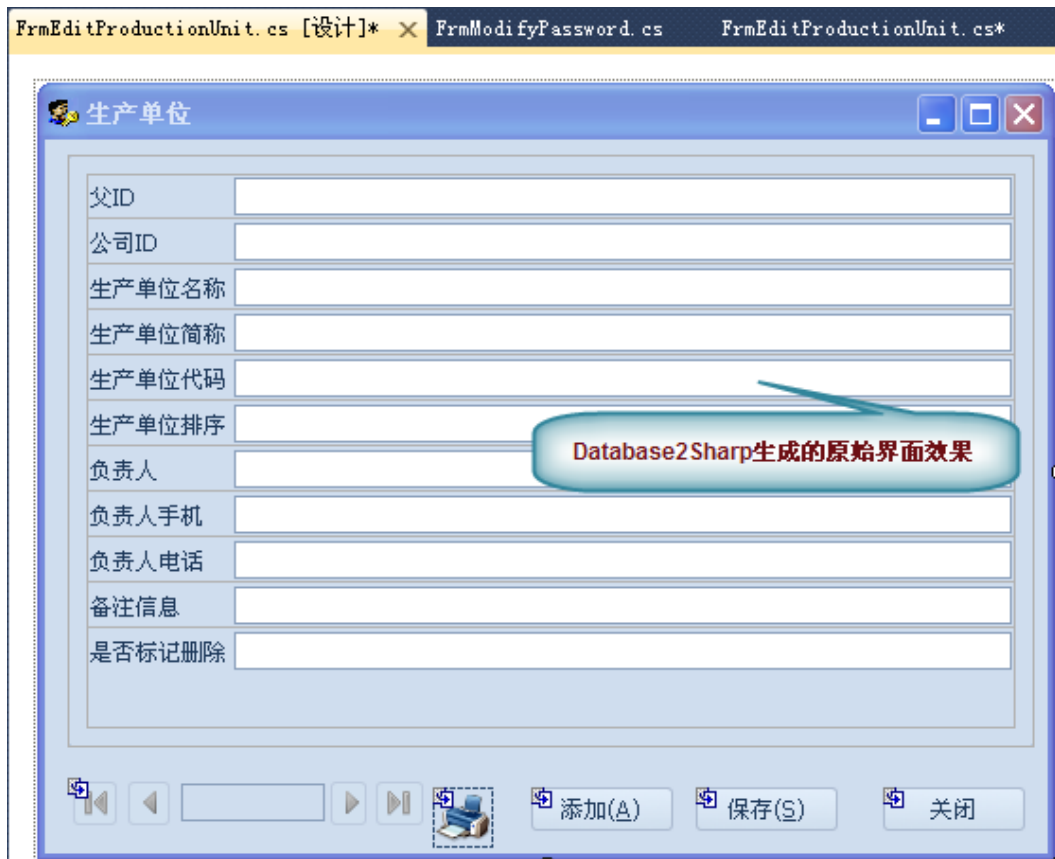 FrmEditProductionUnit.cs [设计]* FrmModifyPassword.cs FrmEditProductionUnit.cs*
生产单位
父ID
公司ID
生产单位名称
生产单位简称
生产单位代码
生产单位排序
Database2Sharp生成的原始界面效果
负责人
负责人手机
负责人电话
备注信息
是否标记删除
添加(A) 保存(S) 关闭